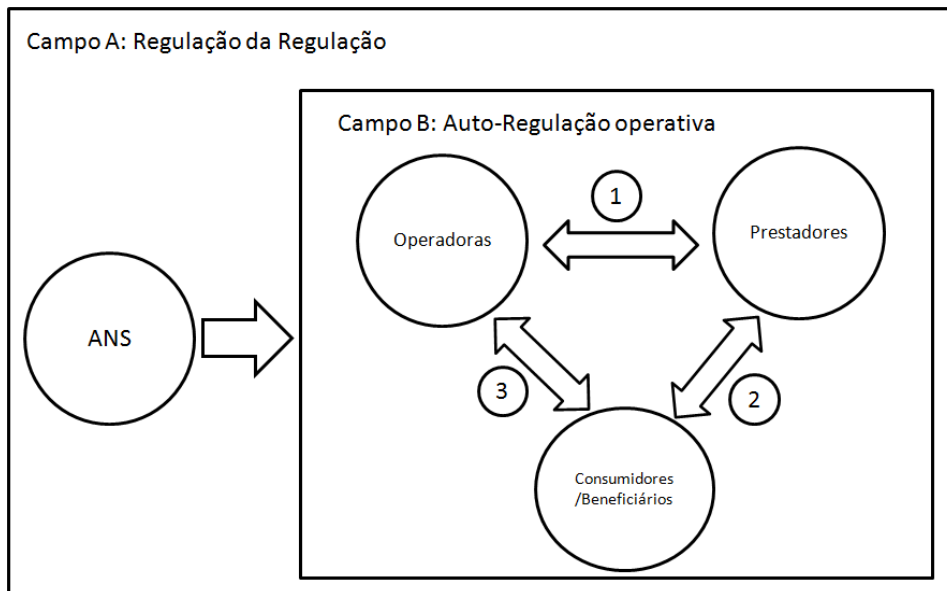 Campo A: Regulação da Regulação
Campo B: Auto-Regulação operativa
1
Operadoras
Prestadores
ANS
3
2
Consumidores
/Beneficiários